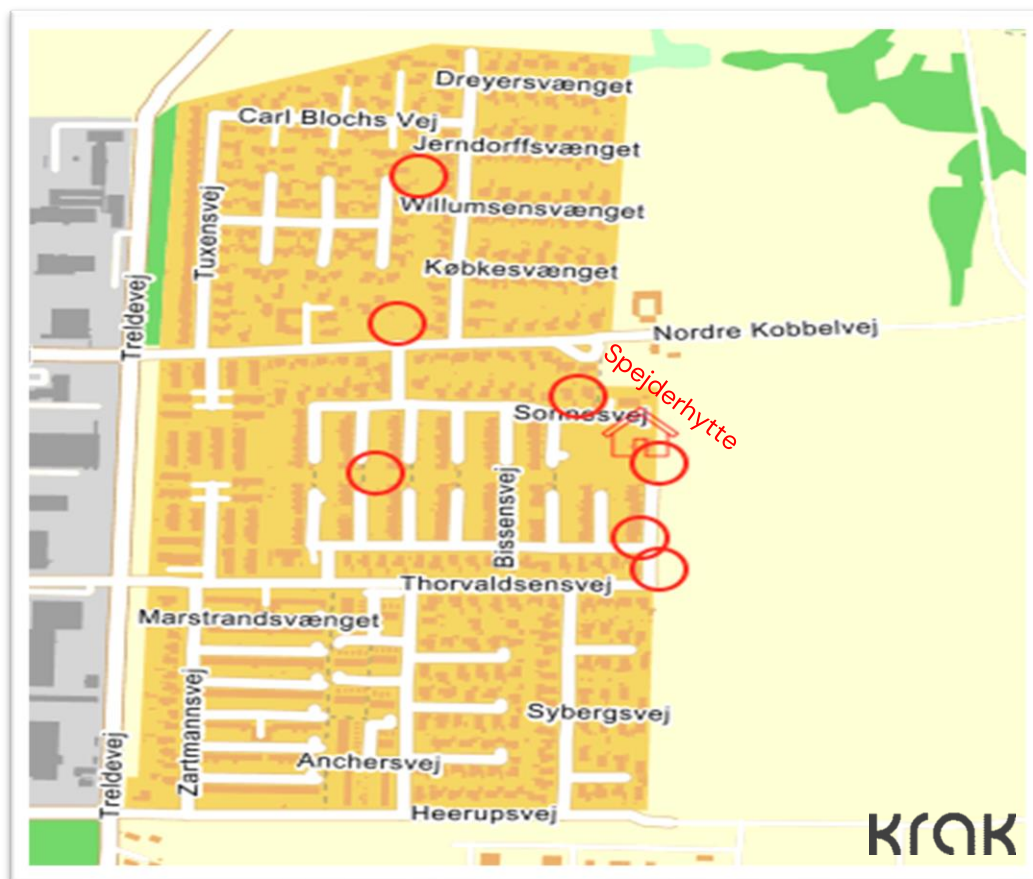 Dreyersvænget
Carl Blochs Vej
Jerndorffsvænget
Willumsensvænget
Tuxensvej
Købkesvænget
Treldevej
Nordre Kobbelvej
Spejderhytte
Sonnesvej
Bissensvej
Thorvaldsensvej
Marstrandsvænget
Zartmannsvej
Sybergsvej
Treldevej
Anchersvej
Heerupsvej
krak